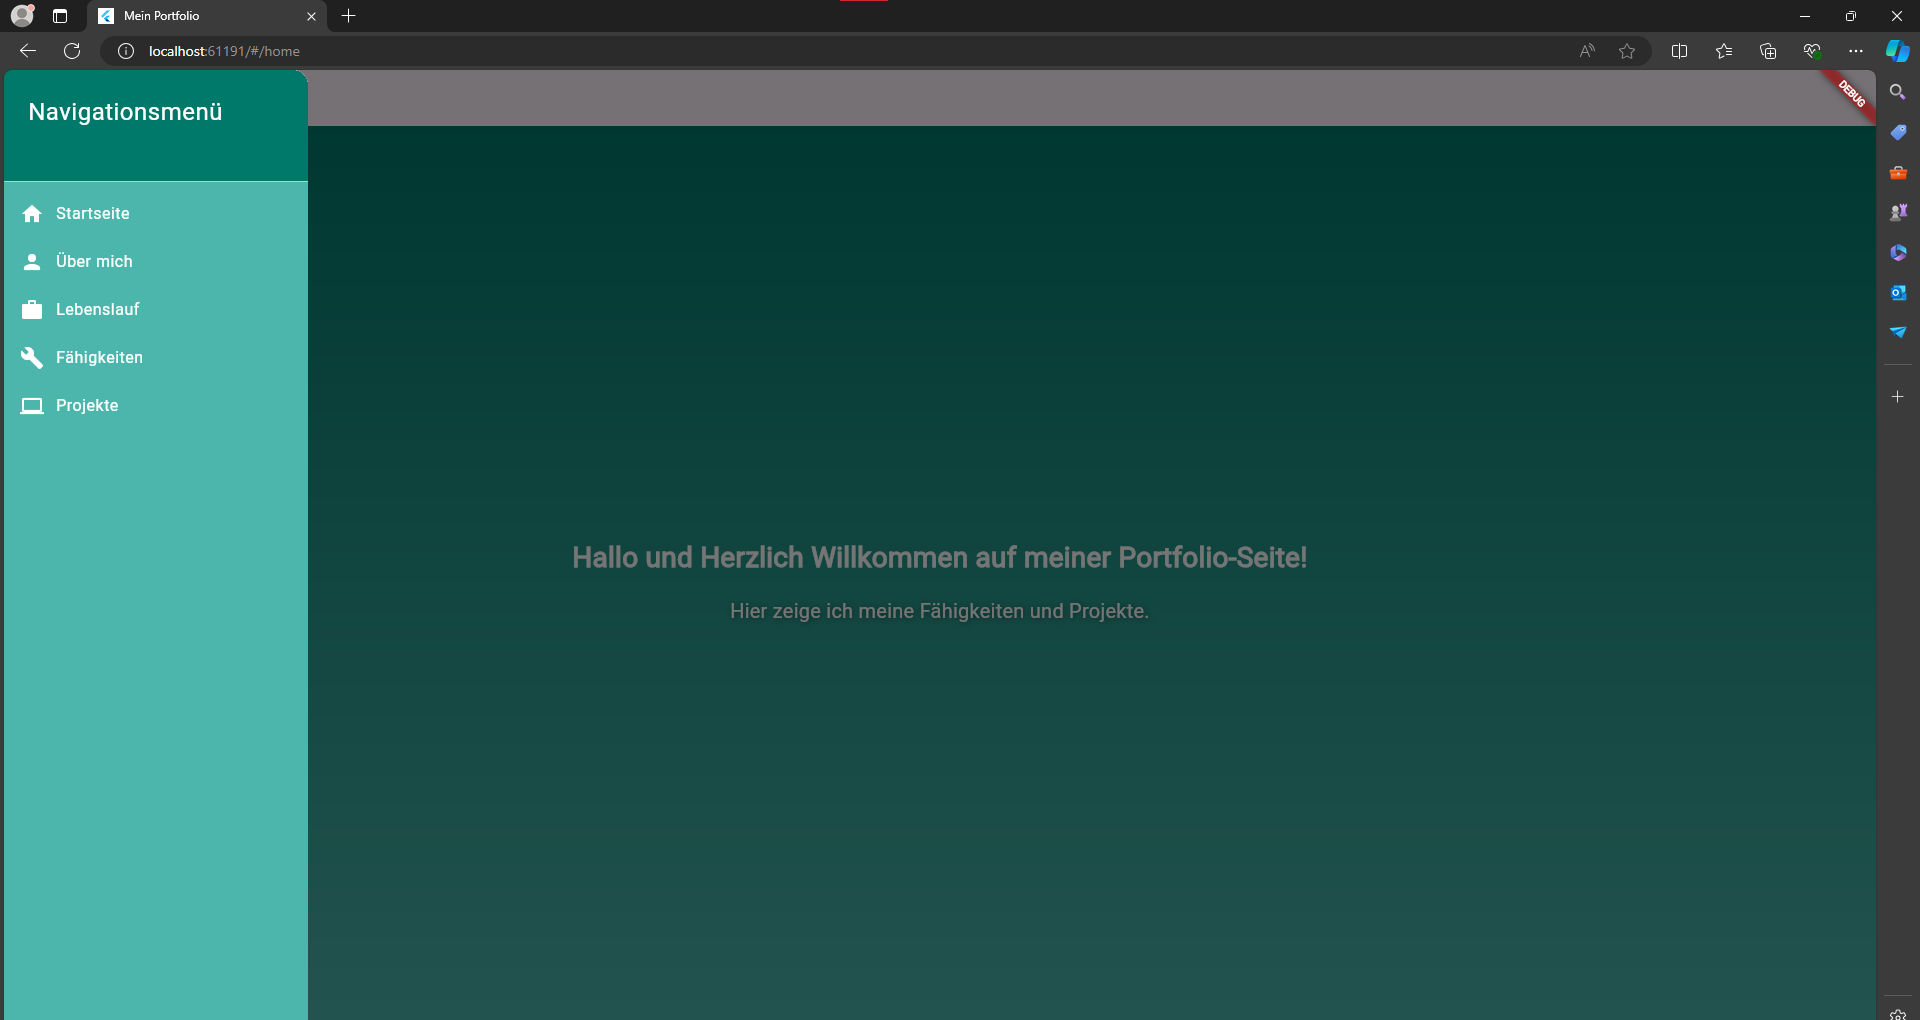 Mein Portfolio
localhost:61191/#/home
DEBUG
Navigationsmenü
Startseite
Über mich
Lebenslauf
Fähigkeiten
Projekte
Hallo und Herzlich Willkommen auf meiner Portfolio-Seite!
Hier zeige ich meine Fähigkeiten und Projekte.